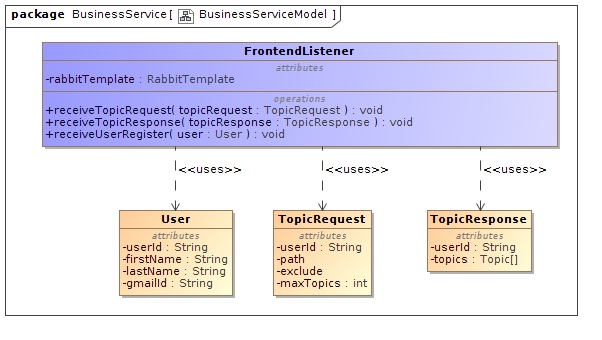 package BusinessService[ BusinessServiceModel ]
FrontendListener
attributes
-rabbitTemplate : RabbitTemplate
operations
+receiveTopicRequest( topicRequest : TopicRequest ) : void
+receiveTopicResponse( topicResponse : TopicResponse ) : void
+receiveUserRegister( user : User ) : void
<<uses>> <<uses>> <<uses>>
User
attributes
-userId : String
-firstName : String
-lastName : String
-gmailId : String
TopicRequest
attributes
-userId : String
-path
-exclude
-maxTopics : int
TopicResponse
attributes
-userId : String
-topics : Topic[]